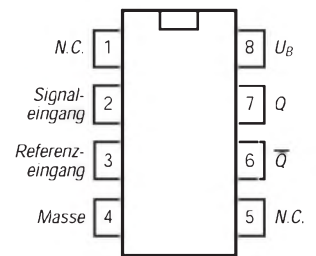 N.C. 1 8 U_B
Signal-
eingang 2 7 Q
Referenz-
eingang 3 6 Q̅
Masse 4 5 N.C.